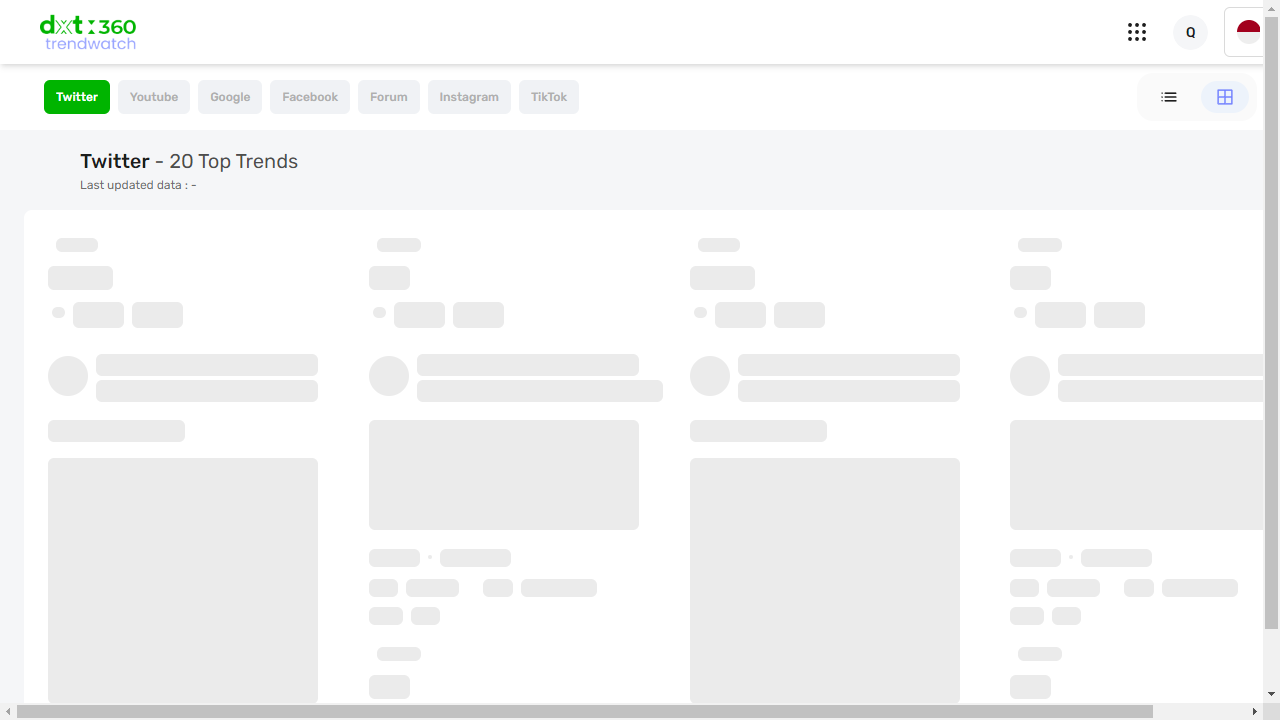 dxt:360
trendwatch
Q
Twitter
Youtube
Google
Facebook
Forum
Instagram
TikTok
Twitter - 20 Top Trends
Last updated data : -